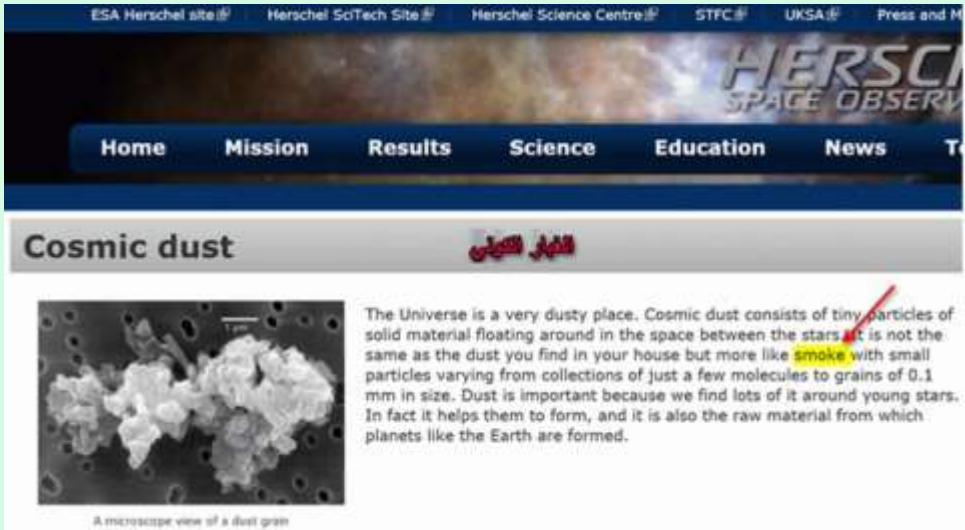 ESA Herschel site Herschel SciTech Site Herschel Science Centre STFC UKSA Press and M
HERSCH
SPACE OBSERV
Home Mission Results Science Education News T
Cosmic dust الغبار الكونى
1 μm
The Universe is a very dusty place. Cosmic dust consists of tiny particles of
solid material floating around in the space between the stars. It is not the
same as the dust you find in your house but more like smoke with small
particles varying from collections of just a few molecules to grains of 0.1
mm in size. Dust is important because we find lots of it around young stars.
In fact it helps them to form, and it is also the raw material from which
planets like the Earth are formed.
A microscope view of a dust grain